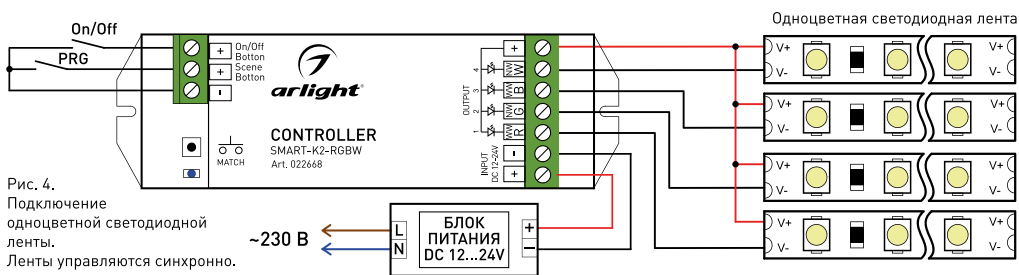 On/Off
PRG
+
On/Off
Botton
+
Scene
Botton
-
MATCH
arlight®
CONTROLLER
SMART-K2-RGBW
Art. 022668
OUTPUT
4
3
2
1
+
NW W
WW B
NW G
WW R
-
+
INPUT
DC 12-24V
Одноцветная светодиодная лента
V+
V-
V+
V-
V+
V-
V+
V-
V+
V-
V+
V-
V+
V-
V+
V-
Рис. 4.
Подключение
одноцветной светодиодной
ленты.
Ленты управляются синхронно.
~230 В
L
N
БЛОК
ПИТАНИЯ
DC 12...24V
+
-